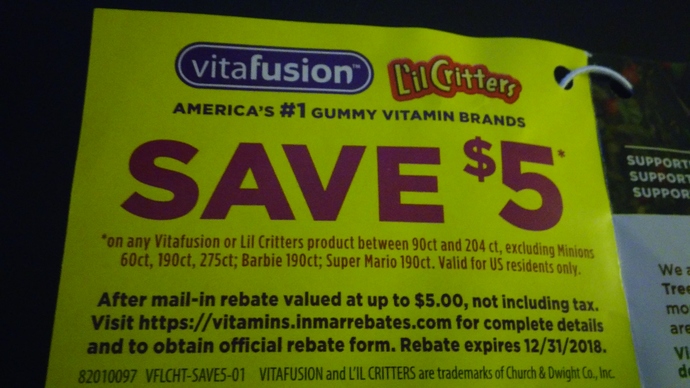 vitafusion™ L'il Critters
AMERICA'S #1 GUMMY VITAMIN BRANDS
SAVE $5*
*on any Vitafusion or Lil Critters product between 90ct and 204 ct, excluding Minions
60ct, 190ct, 275ct; Barbie 190ct; Super Mario 190ct. Valid for US residents only.
After mail-in rebate valued at up to $5.00, not including tax.
Visit https://vitamins.inmarrebates.com for complete details
and to obtain official rebate form. Rebate expires 12/31/2018.
82010097 VFLCHT-SAVE5-01 VITAFUSION and L'IL CRITTERS are trademarks of Church & Dwight Co., Inc.
SUPPORT
SUPPORT
SUPPOR
We a
Tree
mo
are
Vi
d